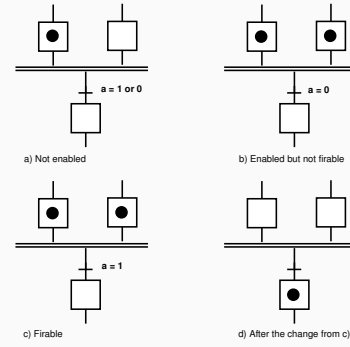 a = 1 or 0
a) Not enabled
a = 0
b) Enabled but not firable
a = 1
c) Firable
d) After the change from c)